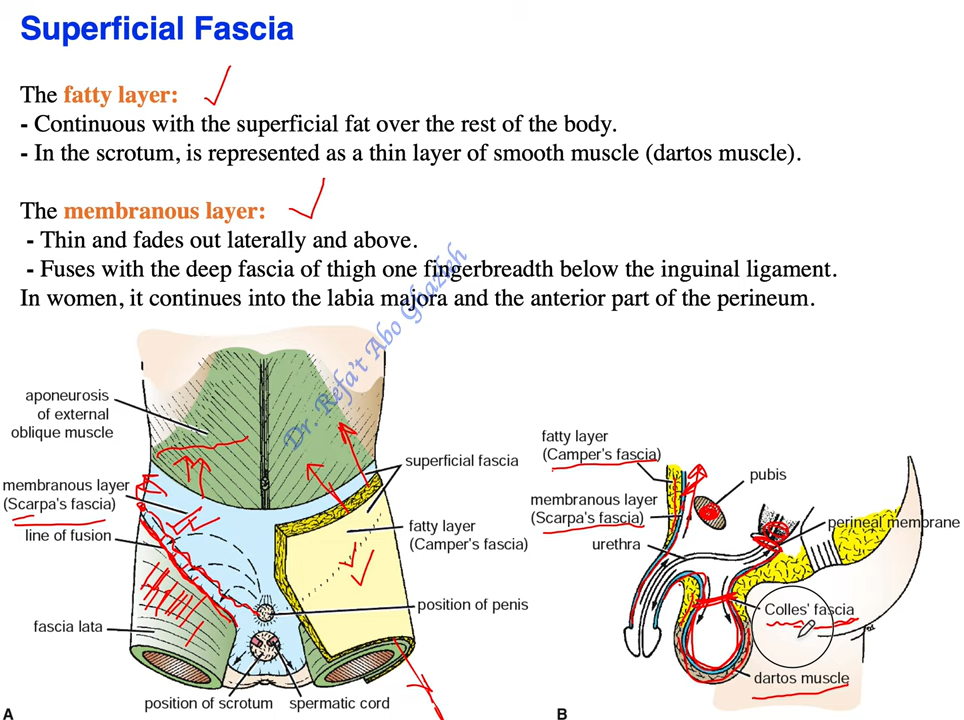 Superficial Fascia
The fatty layer:
- Continuous with the superficial fat over the rest of the body.
- In the scrotum, is represented as a thin layer of smooth muscle (dartos muscle).
The membranous layer:
- Thin and fades out laterally and above.
- Fuses with the deep fascia of thigh one fingerbreadth below the inguinal ligament.
In women, it continues into the labia majora and the anterior part of the perineum.
Dr. Refa't Abo Ghazleh
aponeurosis
of external
oblique muscle
membranous layer
(Scarpa's fascia)
line of fusion
fascia lata
position of scrotum
spermatic cord
superficial fascia
fatty layer
(Camper's fascia)
position of penis
A
fatty layer
(Camper's fascia)
membranous layer
(Scarpa's fascia)
urethra
pubis
perineal membrane
Colles' fascia
dartos muscle
B